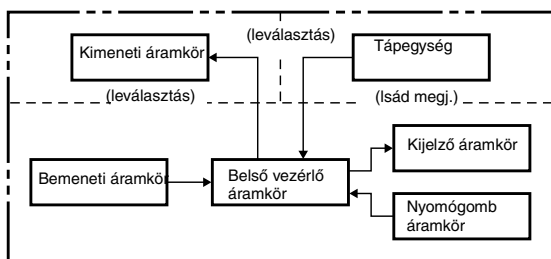 Kimeneti áramkör
(leválasztás)
Tápegység
(leválasztás)
(lsád megj.)
Bemeneti áramkör
Belső vezérlő
áramkör
Kijelző áramkör
Nyomógomb
áramkör